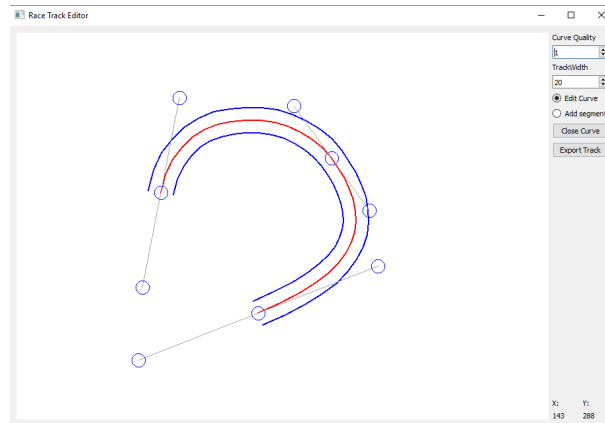 Race Track Editor
Curve Quality
1
TrackWidth
20
Edit Curve
Add segment
Close Curve
Export Track
X: Y:
143 288